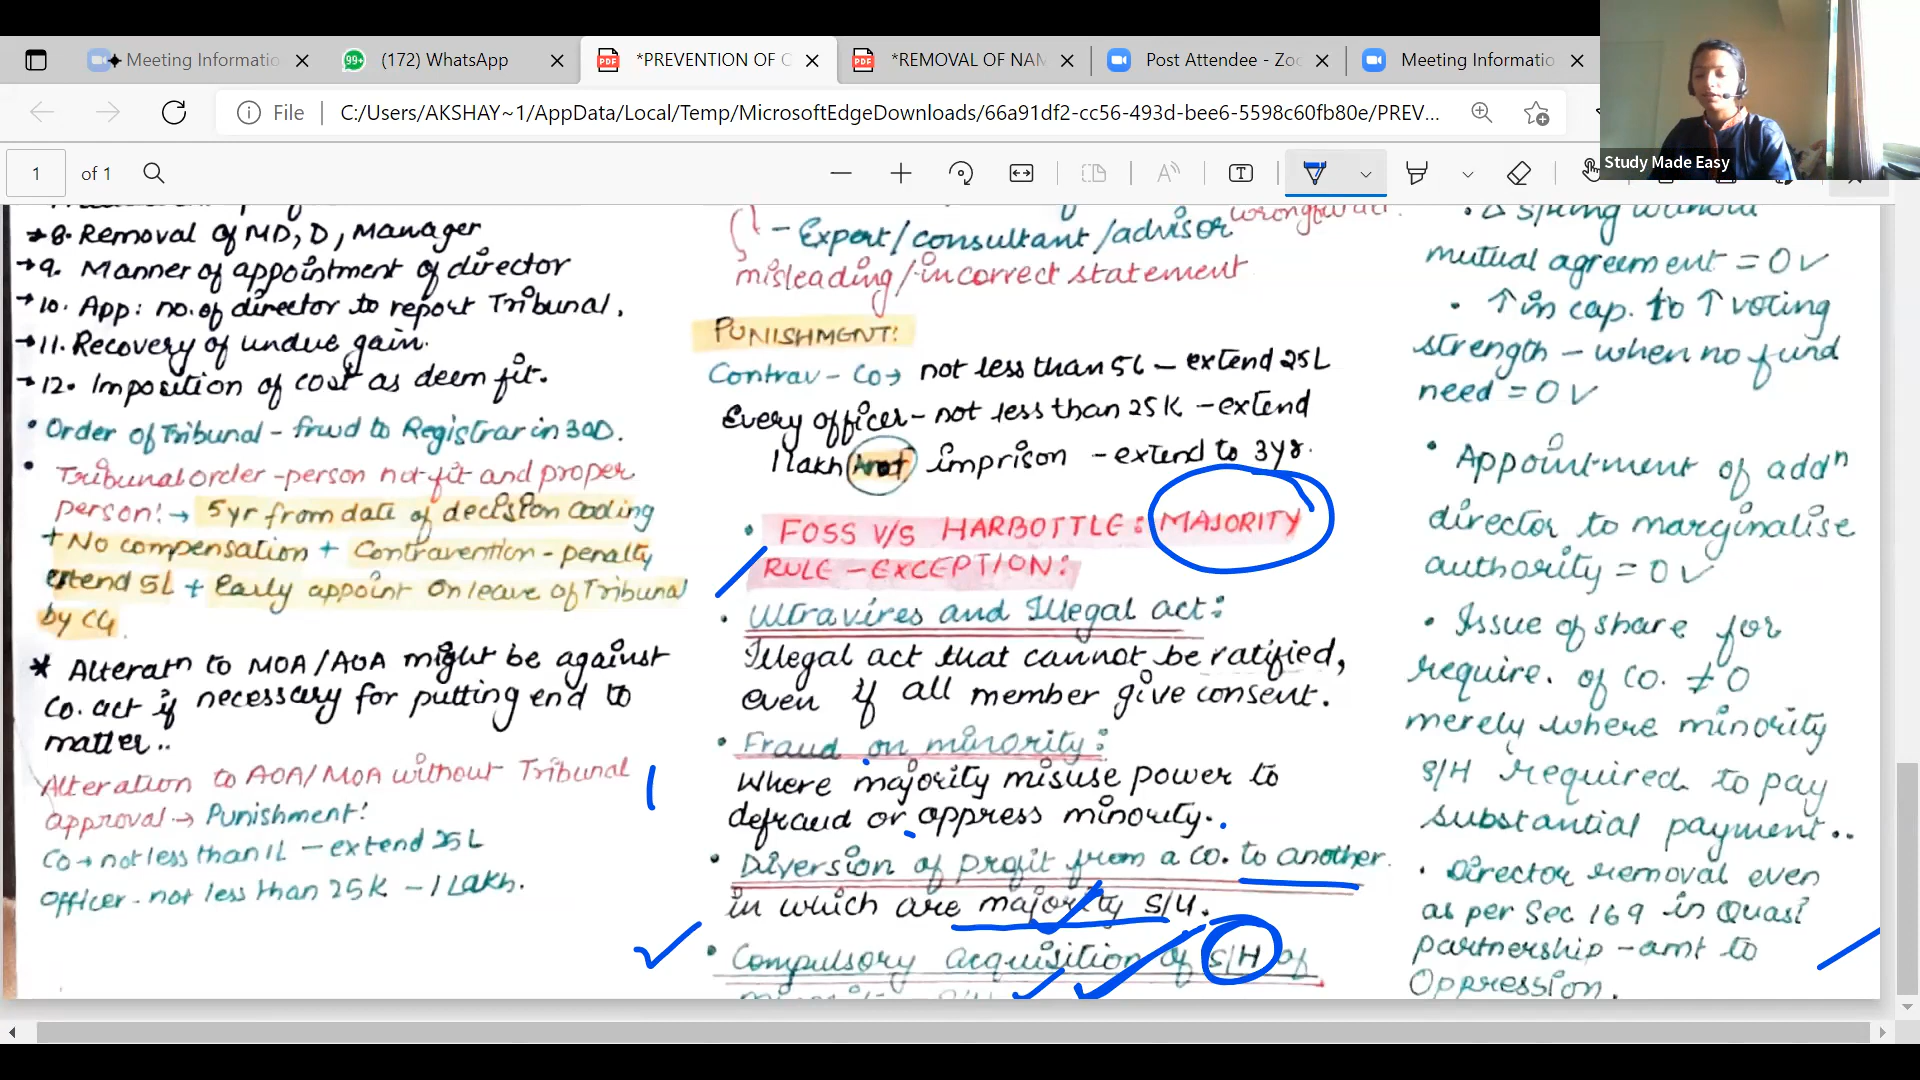 Meeting Informatio
(172) WhatsApp
*PREVENTION OF O
*REMOVAL OF NAM
Post Attendee - Zoo
Meeting Informatio
File
C:/Users/AKSHAY~1/AppData/Local/Temp/MicrosoftEdgeDownloads/66a91df2-cc56-493d-bee6-5598c60fb80e/PREV...
1 of 1
Study Made Easy
8. Removal of MD, D, Manager
→9. Manner of appointment of director
→10. App: no. of director to report Tribunal.
→11. Recovery of undue gain.
→12. Imposition of cost as deem fit.
• Order of Tribunal - frwd to Registrar in 30D.
• Tribunal order - person not fit and proper
person! → 5yr from date of decision
+ No compensation + Contravention - penalty
extend 5L + Early appoint on leave of Tribunal
by CG.
* Alteratn to MOA/AOA might be against
Co. act if necessary for putting end to
matter..
Alteration to AOA/MOA without Tribunal
approval → Punishment!
Co → not less than 1L - extend 25L
Officer - not less than 25K - 1 Lakh.
- Expert/consultant/advisor
misleading/incorrect statement
PUNISHMENT:
Contrav - Co → not less than 5L - extend 25L
Every officer - not less than 25K - extend
1 lakh imprison - extend to 3yr.
• FOSS V/S HARBOTTLE: MAJORITY
RULE - EXCEPTION:
• Ultravires and Illegal act:
Illegal act that cannot be ratified,
even if all member give consent.
• Fraud on minority:
Where majority misuse power to
defraud or oppress minority.
• Diversion of profit from a Co. to another
in which are majority S/H.
• Compulsory acquisition of S/H of
∆ s/hing without
mutual agreement = O ✓
• ↑ in cap. to ↑ voting
strength - when no fund
need = O ✓
• Appointment of addn
director to marginalise
authority = O ✓
• Issue of share for
require. of Co. ≠ O
merely where minority
S/H required to pay
substantial payment..
• Director removal even
as per Sec 169 in Quasi
partnership - amt to
Oppression.